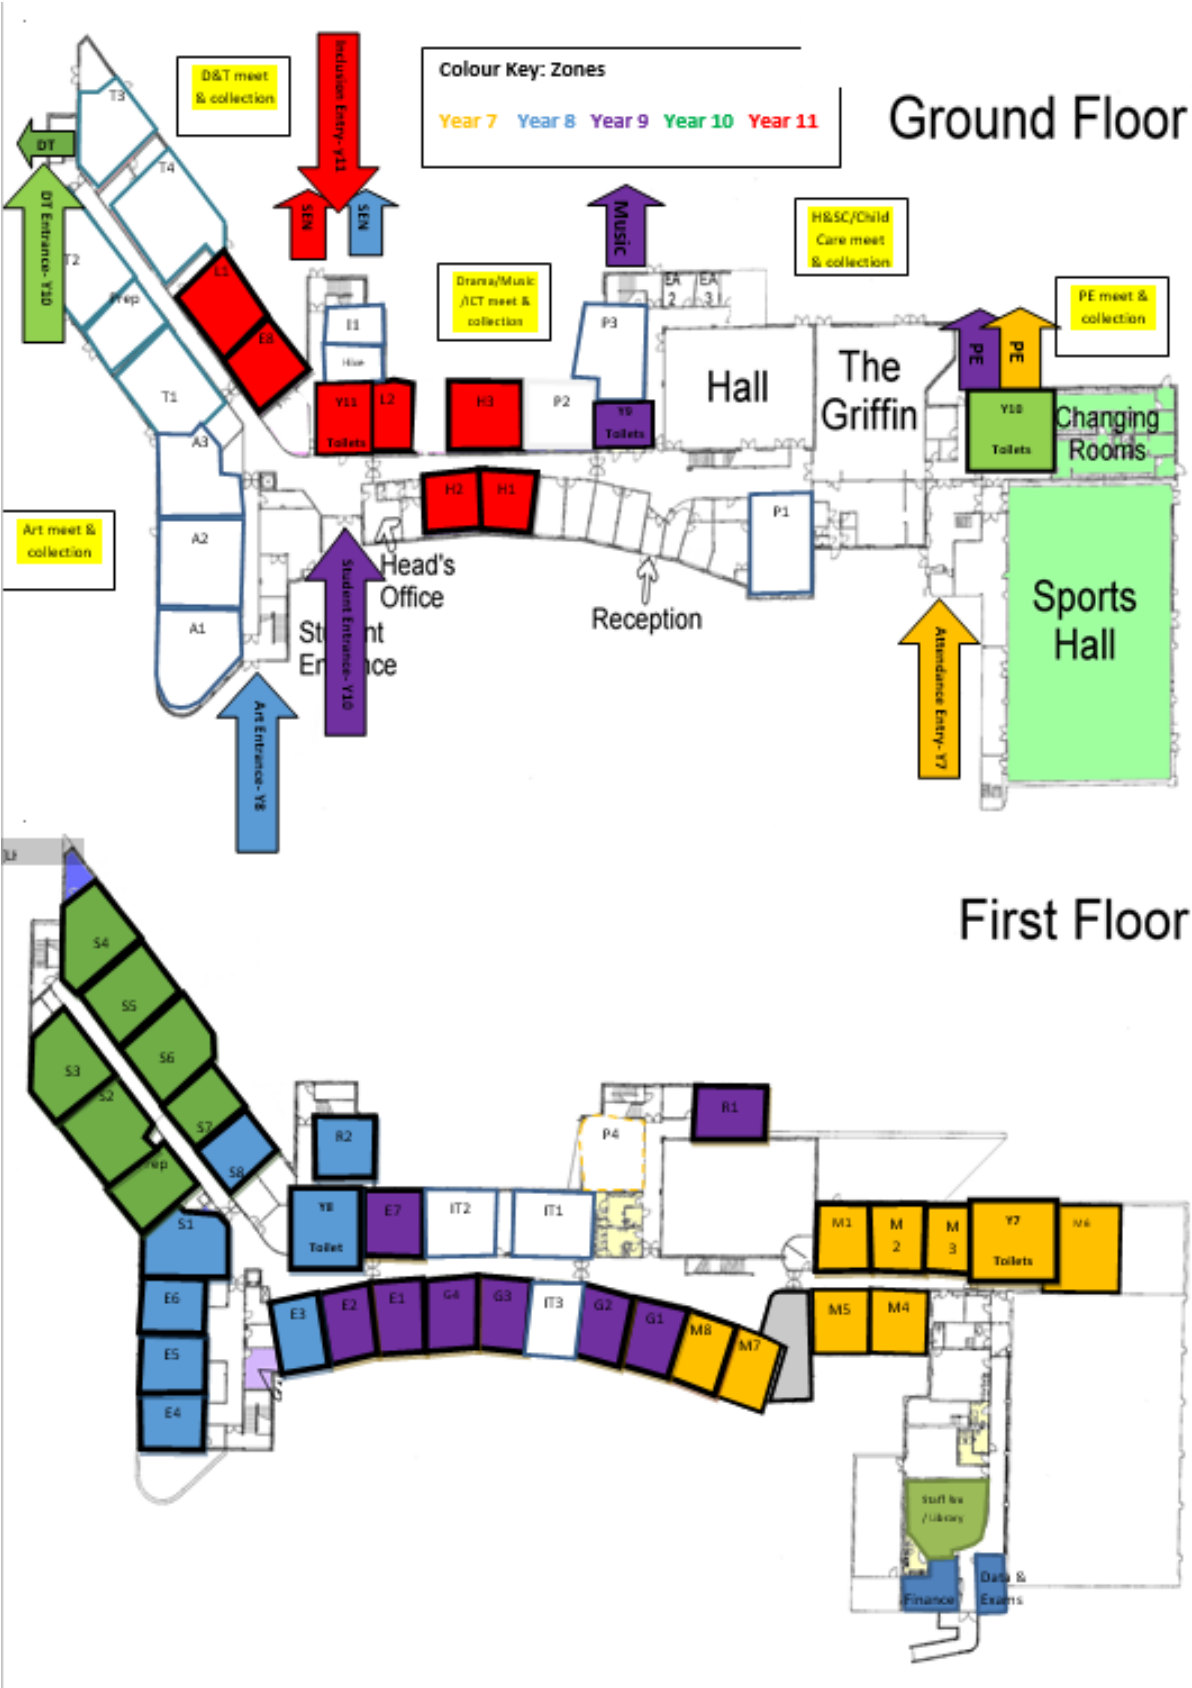 Colour Key: Zones
Year 7 Year 8 Year 9 Year 10 Year 11
Ground Floor
D&T meet
& collection
Inclusion Entry- y11
SEN
SEN
Music
H&SC/Child
Care meet
& collection
Drama/Music
/ICT meet &
collection
PE meet &
collection
Art meet &
collection
DT
DT Entrance- Y10
T3
T4
T2
Prep
T1
L1
E8
I1
Hive
Y11
Toilets
L2
H3
P2
P3
Y9
Toilets
EA
2
EA
3
Hall
The
Griffin
PE
PE
Y10
Toilets
Changing
Rooms
A3
A2
A1
H2
H1
P1
Head's
Office
Reception
Student Entrance- Y10
Art Entrance- Y8
Attendance Entry- Y7
Sports
Hall
First Floor
S4
S5
S6
S7
S8
S3
S2
S1
R2
R1
P4
Y8
Toilet
E7
IT2
IT1
M1
M
2
M
3
Y7
Toilets
M6
E6
E5
E4
E3
E2
E1
G4
G3
IT3
G2
G1
M8
M7
M5
M4
Staff Rm
/ Library
Finance
Data &
Exams